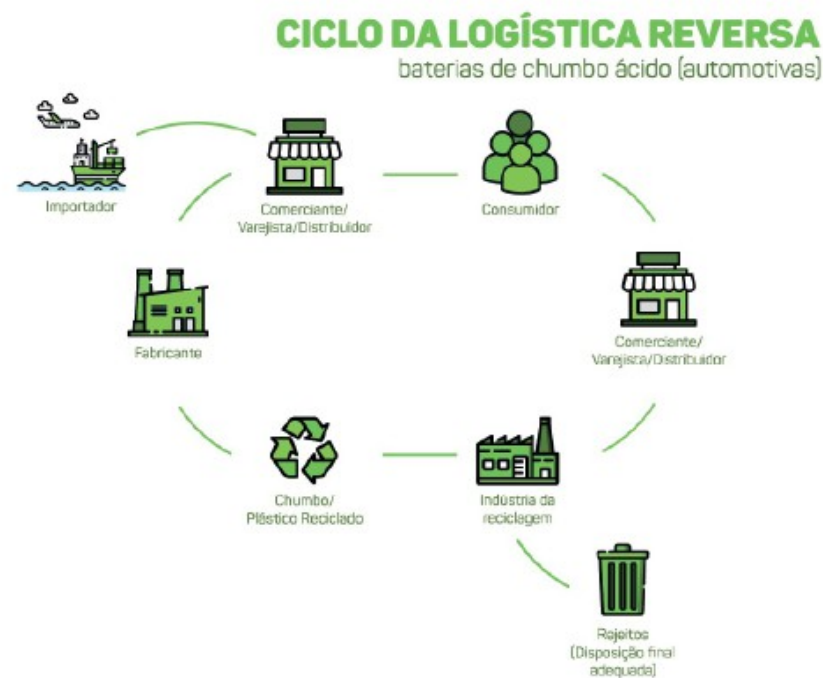 CICLO DA LOGÍSTICA REVERSA
baterias de chumbo ácido (automotivas)
Importador
Comerciante/
Varejista/Distribuidor
Consumidor
Comerciante/
Varejista/Distribuidor
Fabricante
Chumbo/
Plástico Reciclado
Indústria da
reciclagem
Rejeitos
(Disposição final
adequada)